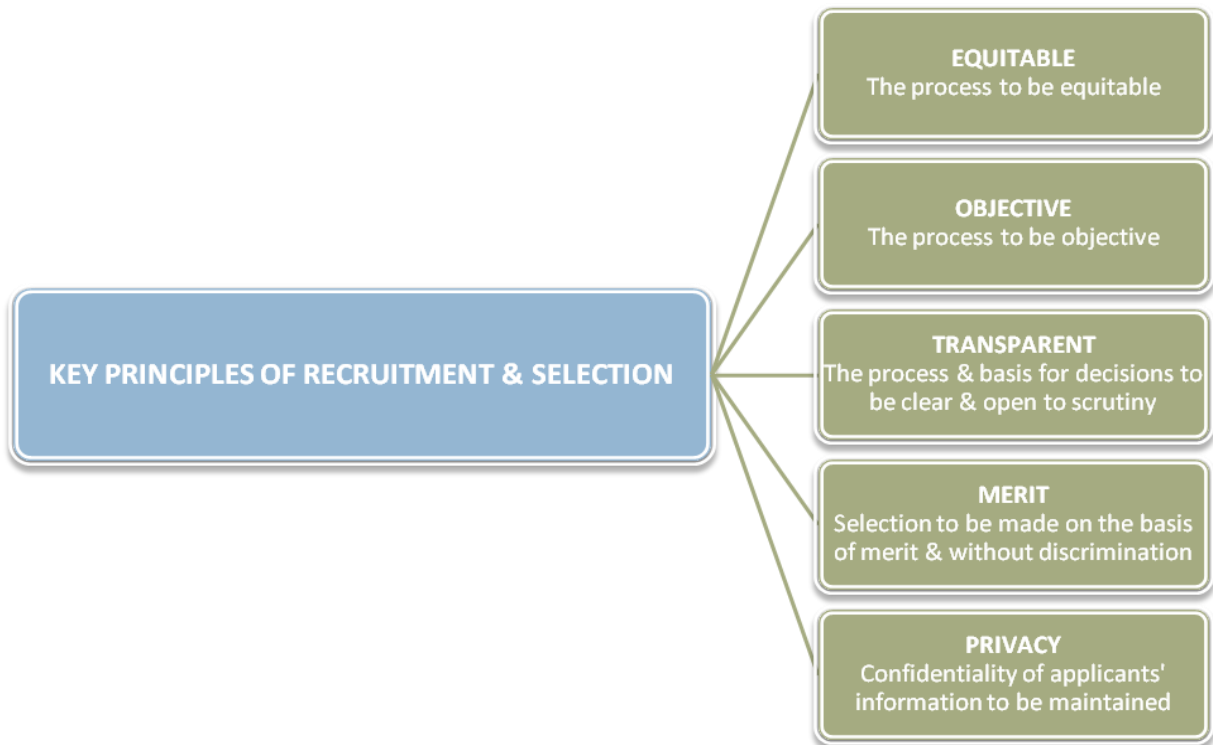 KEY PRINCIPLES OF RECRUITMENT & SELECTION
EQUITABLE
The process to be equitable
OBJECTIVE
The process to be objective
TRANSPARENT
The process & basis for decisions to
be clear & open to scrutiny
MERIT
Selection to be made on the basis
of merit & without discrimination
PRIVACY
Confidentiality of applicants'
information to be maintained